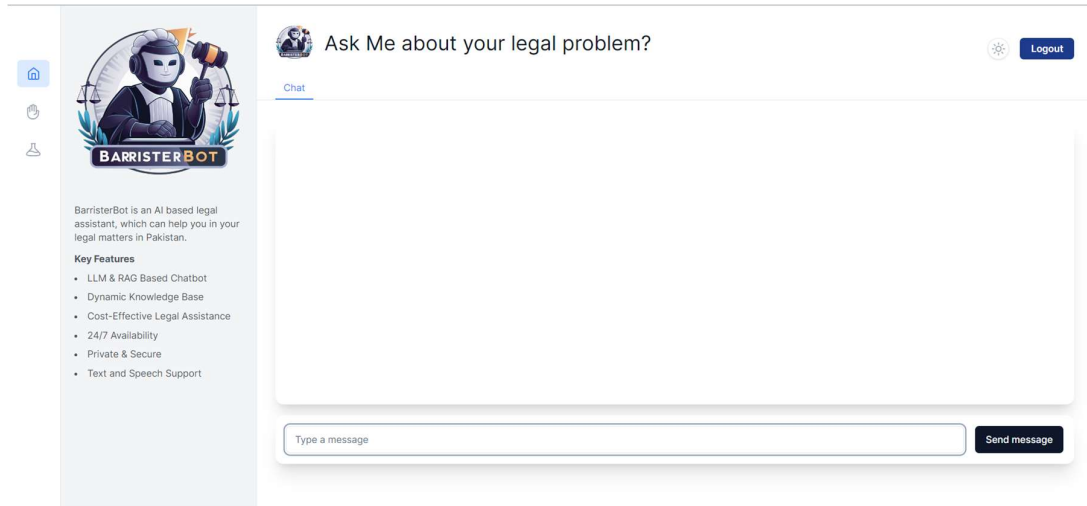 BARRISTERBOT
BarristerBot is an AI based legal
assistant, which can help you in your
legal matters in Pakistan.
Key Features
• LLM & RAG Based Chatbot
• Dynamic Knowledge Base
• Cost-Effective Legal Assistance
• 24/7 Availability
• Private & Secure
• Text and Speech Support
Ask Me about your legal problem?
Logout
Chat
Type a message
Send message